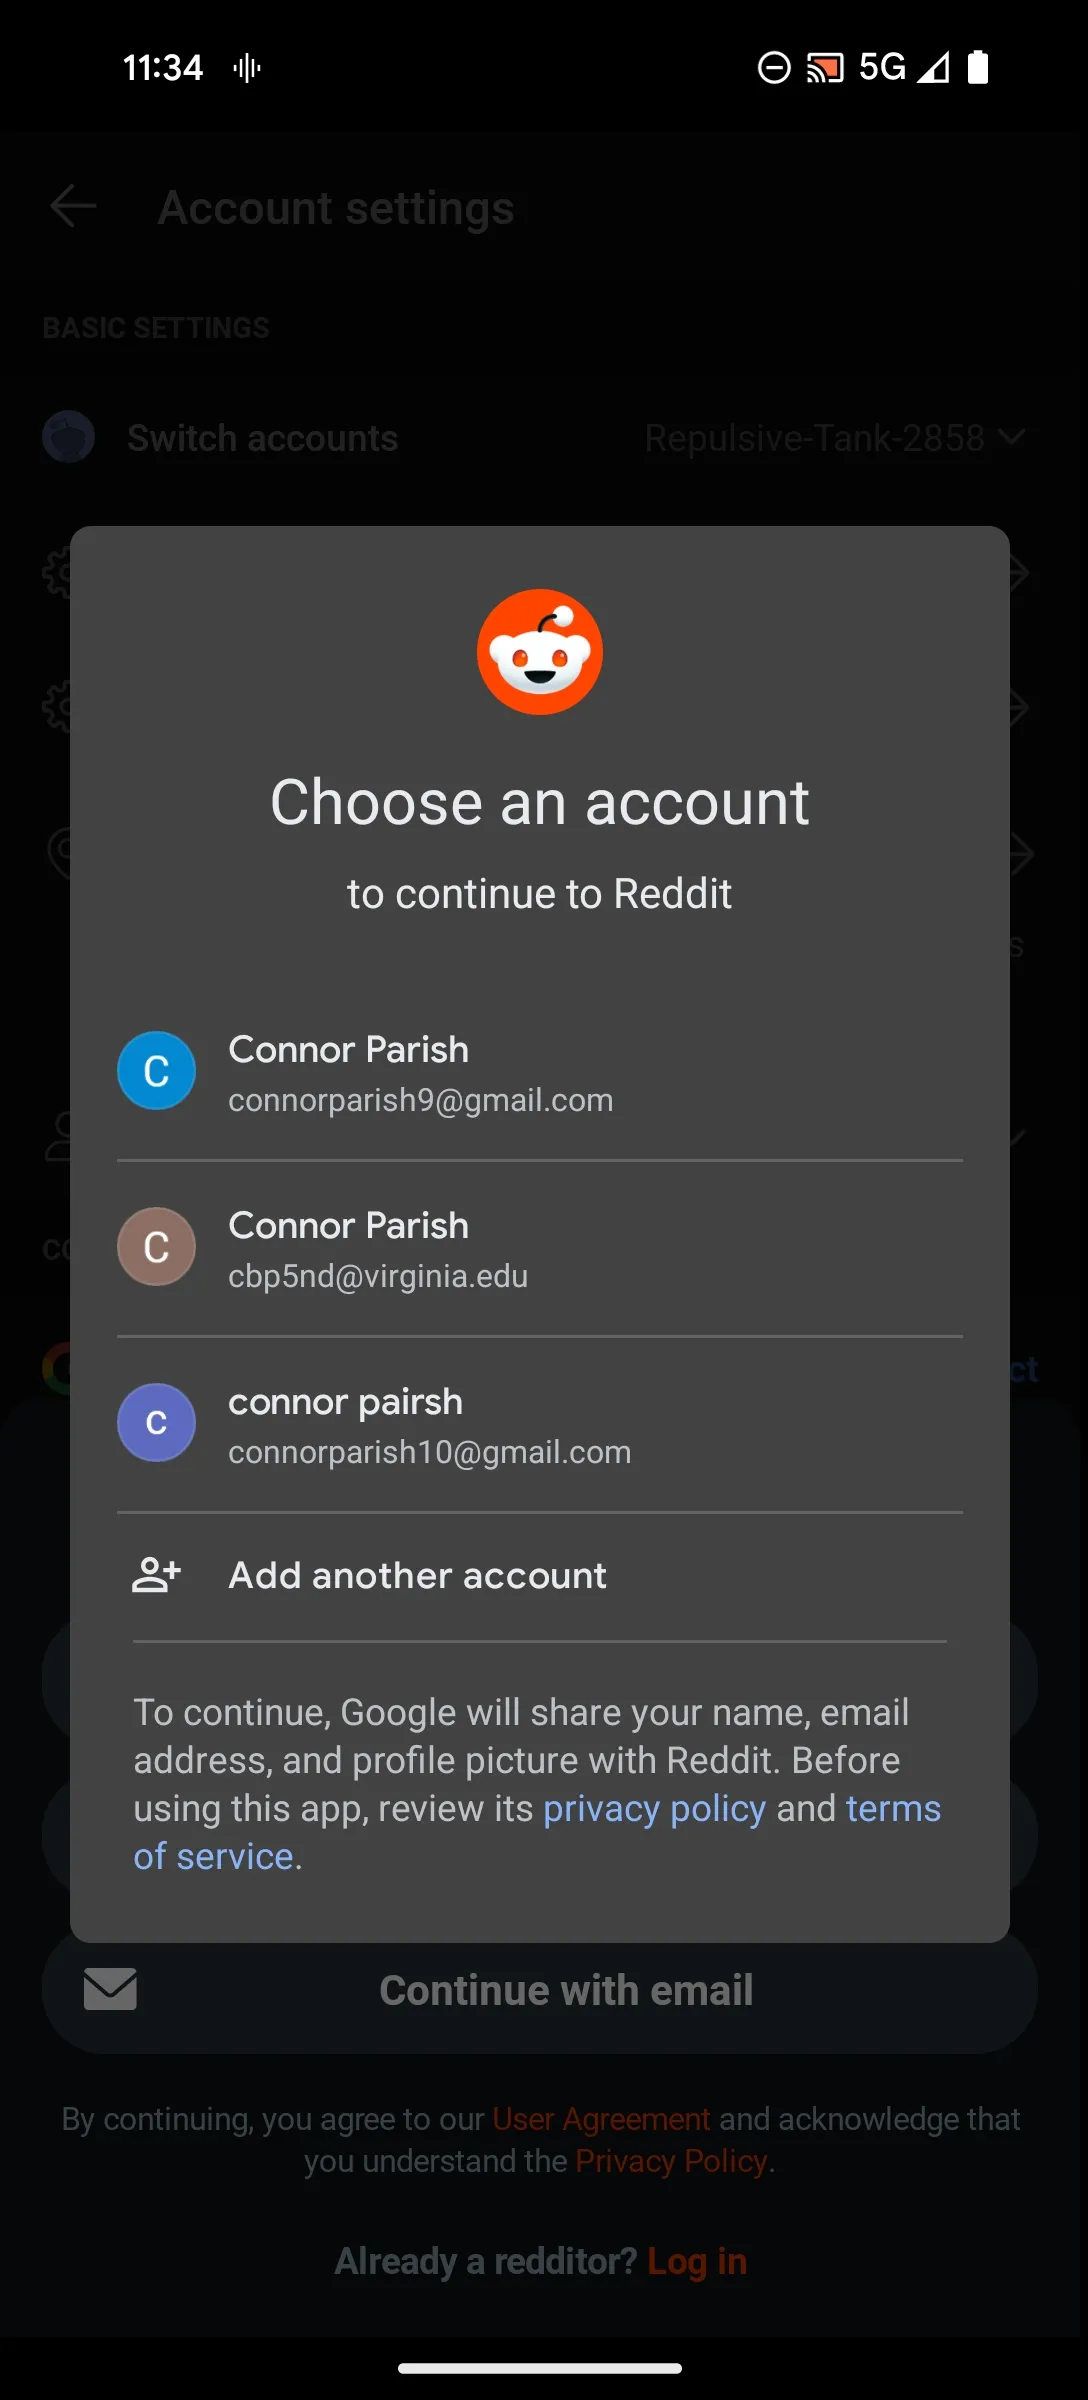 11:34
5G
Account settings
BASIC SETTINGS
Switch accounts
Repulsive-Tank-2858
Choose an account
to continue to Reddit
C
Connor Parish
connorparish9@gmail.com
C
Connor Parish
cbp5nd@virginia.edu
c
connor pairsh
connorparish10@gmail.com
Add another account
To continue, Google will share your name, email
address, and profile picture with Reddit. Before
using this app, review its privacy policy and terms
of service.
Continue with email
By continuing, you agree to our User Agreement and acknowledge that
you understand the Privacy Policy.
Already a redditor? Log in